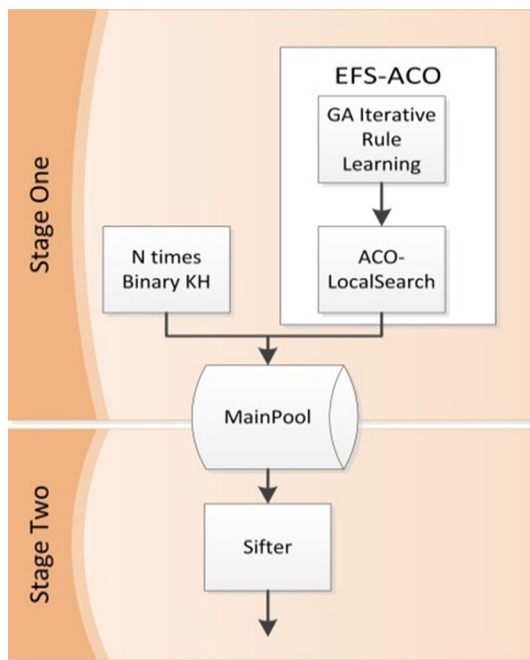 Stage One
EFS-ACO
GA Iterative
Rule
Learning
N times
Binary KH
ACO-
LocalSearch
MainPool
Stage Two
Sifter